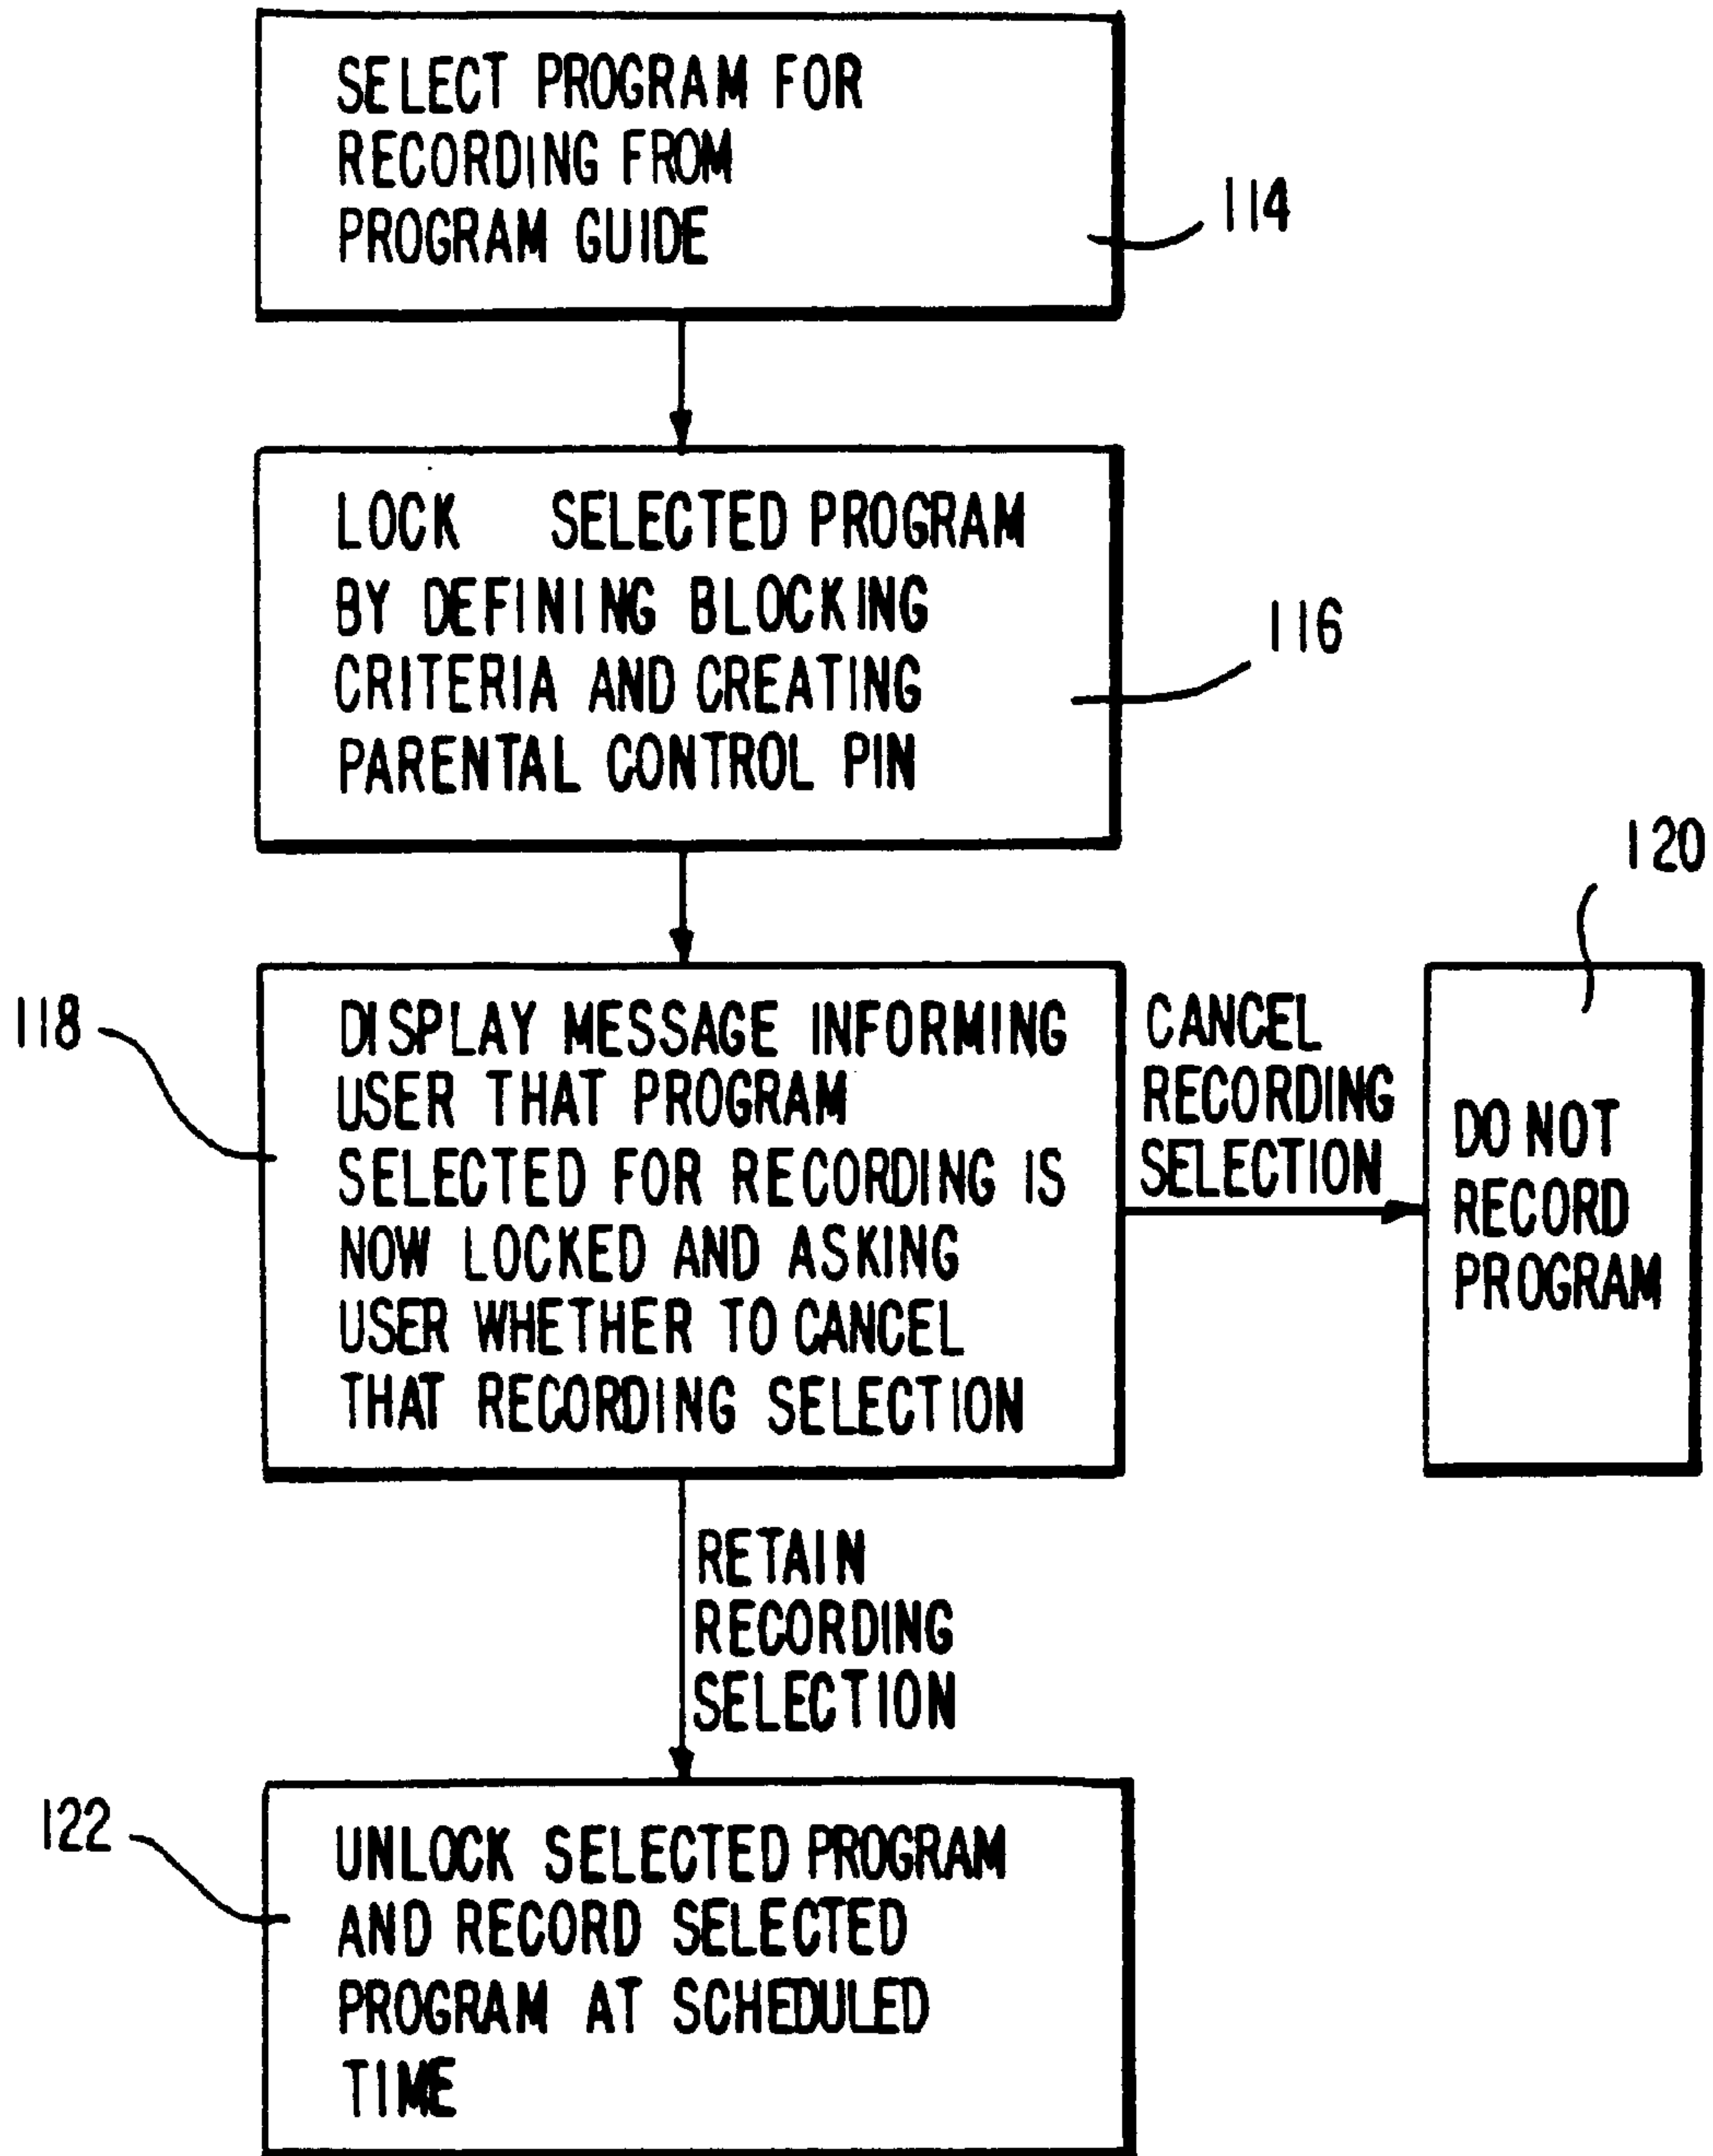 SELECT PROGRAM FOR
RECORDING FROM
PROGRAM GUIDE
114
LOCK SELECTED PROGRAM
BY DEFINING BLOCKING
CRITERIA AND CREATING
PARENTAL CONTROL PIN
116
118
DISPLAY MESSAGE INFORMING
USER THAT PROGRAM
SELECTED FOR RECORDING IS
NOW LOCKED AND ASKING
USER WHETHER TO CANCEL
THAT RECORDING SELECTION
CANCEL
RECORDING
SELECTION
120
DO NOT
RECORD
PROGRAM
RETAIN
RECORDING
SELECTION
122
UNLOCK SELECTED PROGRAM
AND RECORD SELECTED
PROGRAM AT SCHEDULED
TIME